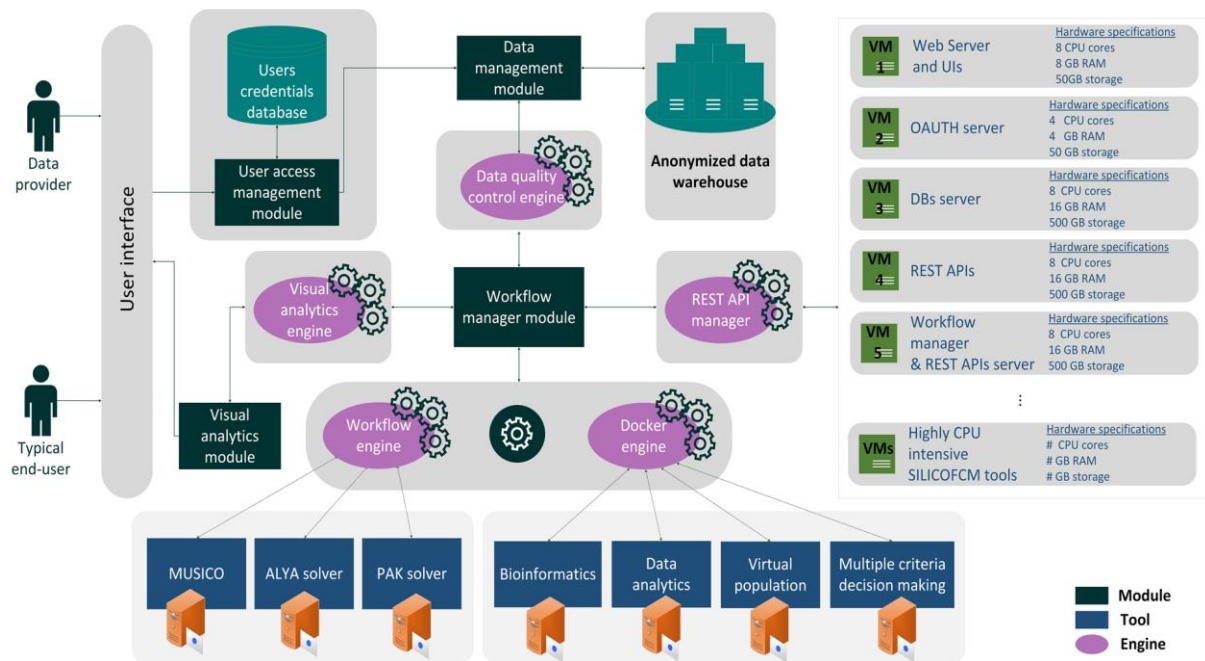 Data
provider
Typical
end-user
User interface
Users
credentials
database
User access
management
module
Data
management
module
Anonymized data
warehouse
Data quality
control engine
Visual
analytics
engine
Workflow
manager module
REST API
manager
Visual
analytics
module
Workflow
engine
Docker
engine
MUSICO
ALYA solver
PAK solver
Bioinformatics
Data
analytics
Virtual
population
Multiple criteria
decision making
VM
1
Web Server
and UIs
Hardware specifications
8 CPU cores
8 GB RAM
50GB storage
VM
2
OAUTH server
Hardware specifications
4 CPU cores
4 GB RAM
50 GB storage
VM
3
DBs server
Hardware specifications
8 CPU cores
16 GB RAM
500 GB storage
VM
4
REST APIs
Hardware specifications
8 CPU cores
16 GB RAM
500 GB storage
VM
5
Workflow
manager
& REST APIs server
Hardware specifications
8 CPU cores
16 GB RAM
500 GB storage
⋮
VMs
Highly CPU
intensive
SILICOFCM tools
Hardware specifications
# CPU cores
# GB RAM
# GB storage
Module
Tool
Engine